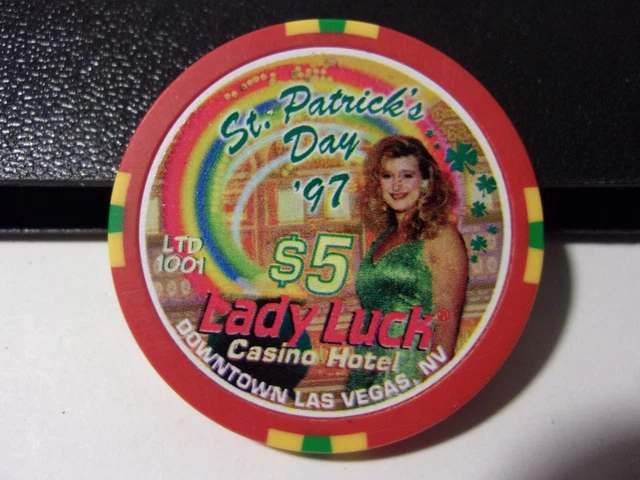 St. Patrick's
Day
'97
LTD
1001
$5
Lady Luck®
Casino Hotel
DOWNTOWN LAS VEGAS, NV